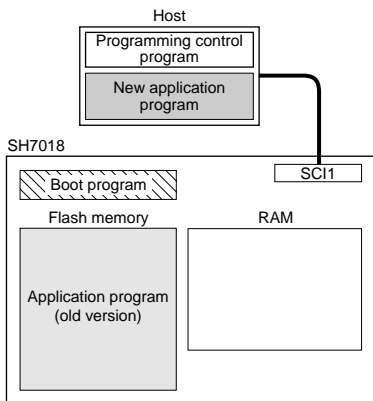 Host
Programming control
program
New application
program
SH7018
SCI1
Boot program
Flash memory
RAM
Application program
(old version)